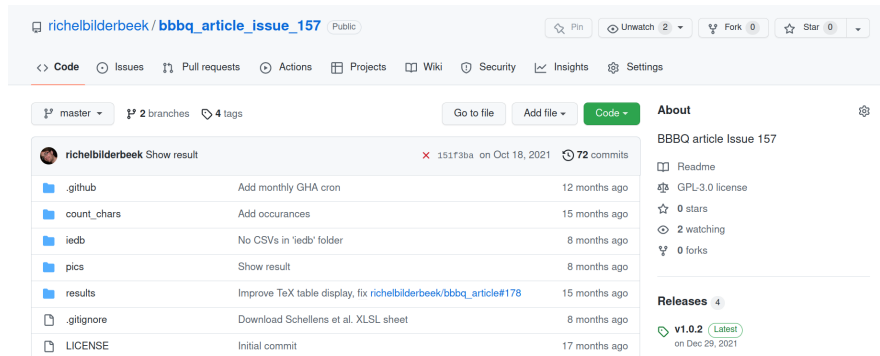 richelbilderbeek / bbbq_article_issue_157 Public Pin Unwatch 2 Fork 0 Star 0
Code Issues Pull requests Actions Projects Wiki Security Insights Settings
master 2 branches 4 tags Go to file Add file Code
richelbilderbeek Show result 151f3ba on Oct 18, 2021 72 commits
.github Add monthly GHA cron 12 months ago
count_chars Add occurances 15 months ago
iedb No CSVs in 'iedb' folder 8 months ago
pics Show result 8 months ago
results Improve TeX table display, fix richelbilderbeek/bbbq_article#178 15 months ago
.gitignore Download Schellens et al. XLSL sheet 8 months ago
LICENSE Initial commit 17 months ago
About
BBBQ article Issue 157
Readme
GPL-3.0 license
0 stars
2 watching
0 forks
Releases 4
v1.0.2 Latest
on Dec 29, 2021